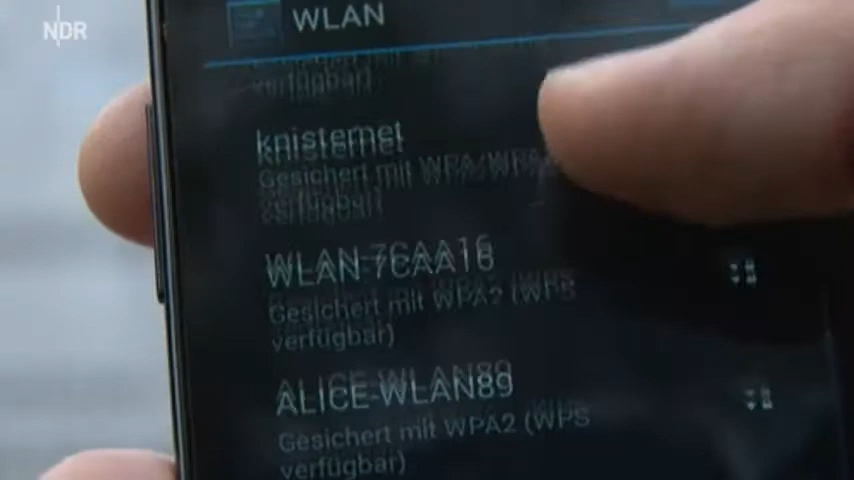 NDR
WLAN
verfügbar)
knisternet
Gesichert mit WPA/WPA2
verfügbar)
WLAN-7CAA16
Gesichert mit WPA2 (WPS
verfügbar)
ALICE-WLAN89
Gesichert mit WPA2 (WPS
verfügbar)